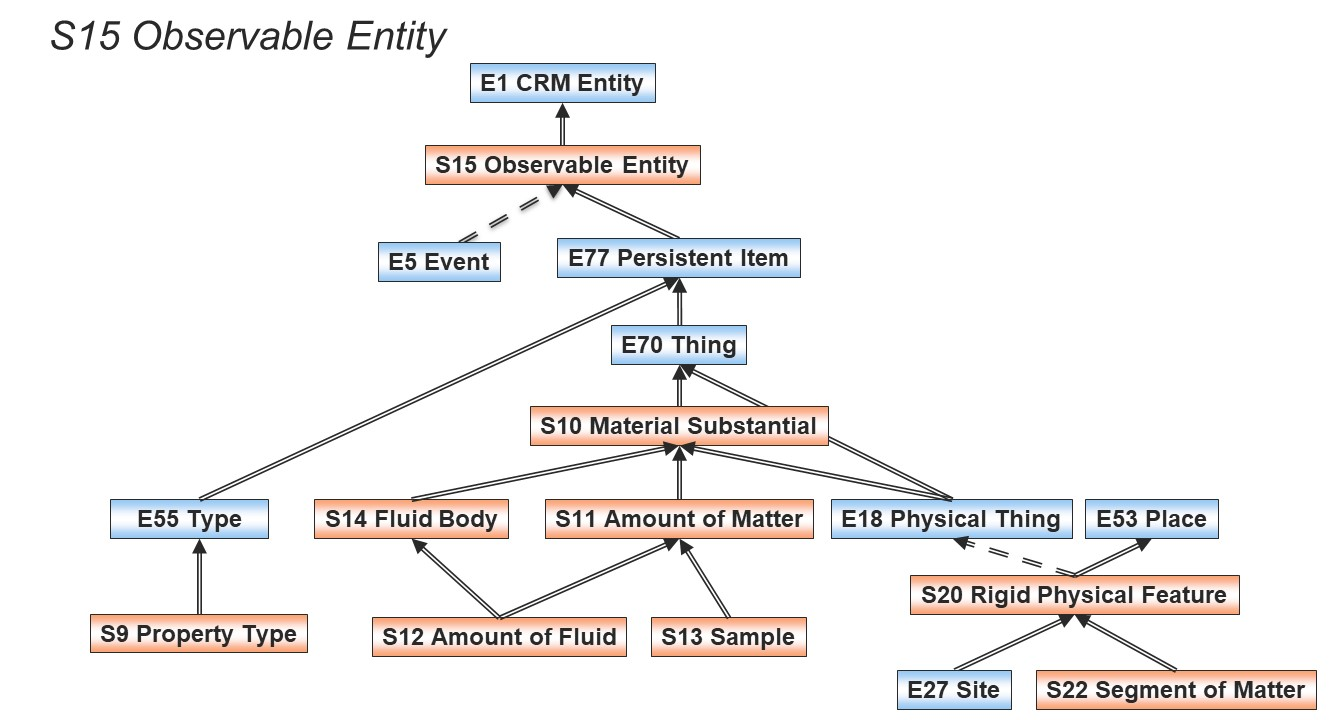 S15 Observable Entity
E1 CRM Entity
S15 Observable Entity
E5 Event
E77 Persistent Item
E70 Thing
S10 Material Substantial
E55 Type
S14 Fluid Body
S11 Amount of Matter
E18 Physical Thing
E53 Place
S20 Rigid Physical Feature
S9 Property Type
S12 Amount of Fluid
S13 Sample
E27 Site
S22 Segment of Matter